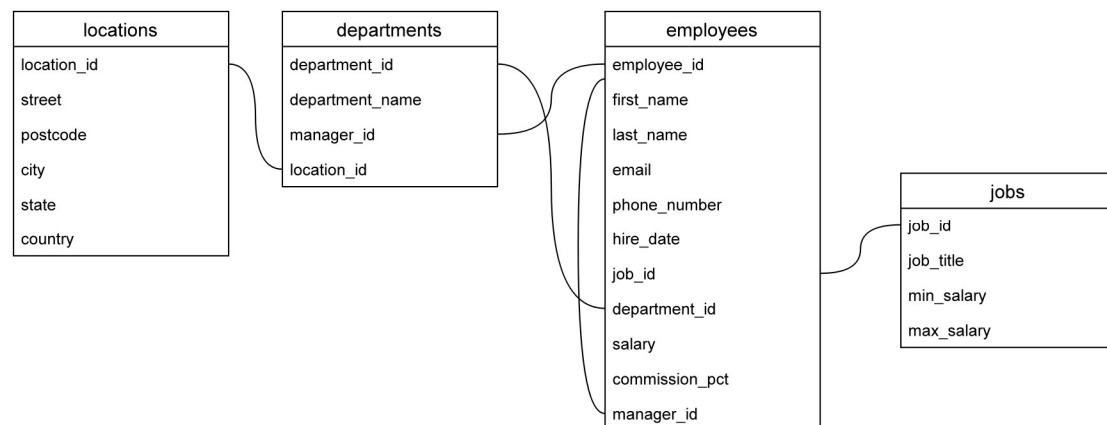 locations
location_id
street
postcode
city
state
country
departments
department_id
department_name
manager_id
location_id
employees
employee_id
first_name
last_name
email
phone_number
hire_date
job_id
department_id
salary
commission_pct
manager_id
jobs
job_id
job_title
min_salary
max_salary